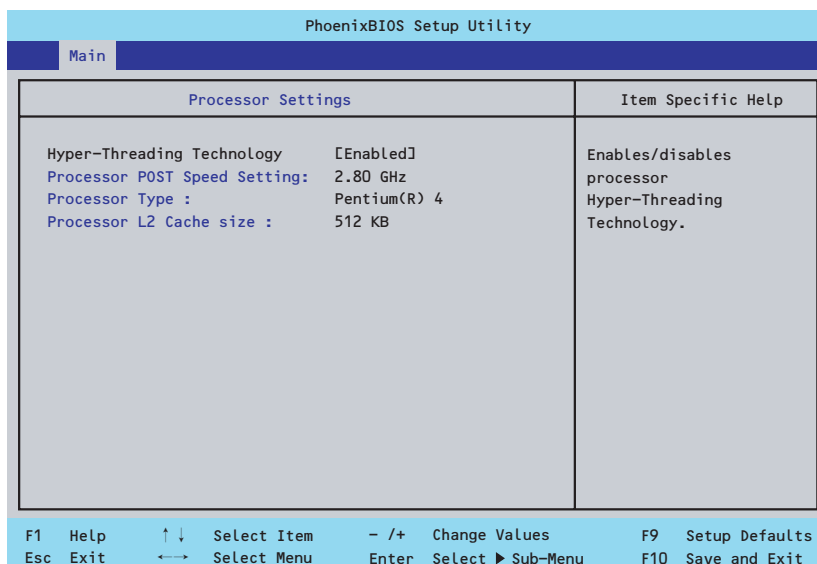 PhoenixBIOS Setup Utility
Main
Processor Settings
Item Specific Help
Hyper-Threading Technology [Enabled]
Processor POST Speed Setting: 2.80 GHz
Processor Type : Pentium(R) 4
Processor L2 Cache size : 512 KB
Enables/disables
processor
Hyper-Threading
Technology.
F1 Help ↑↓ Select Item - /+ Change Values F9 Setup Defaults
Esc Exit ←→ Select Menu Enter Select ▶ Sub-Menu F10 Save and Exit